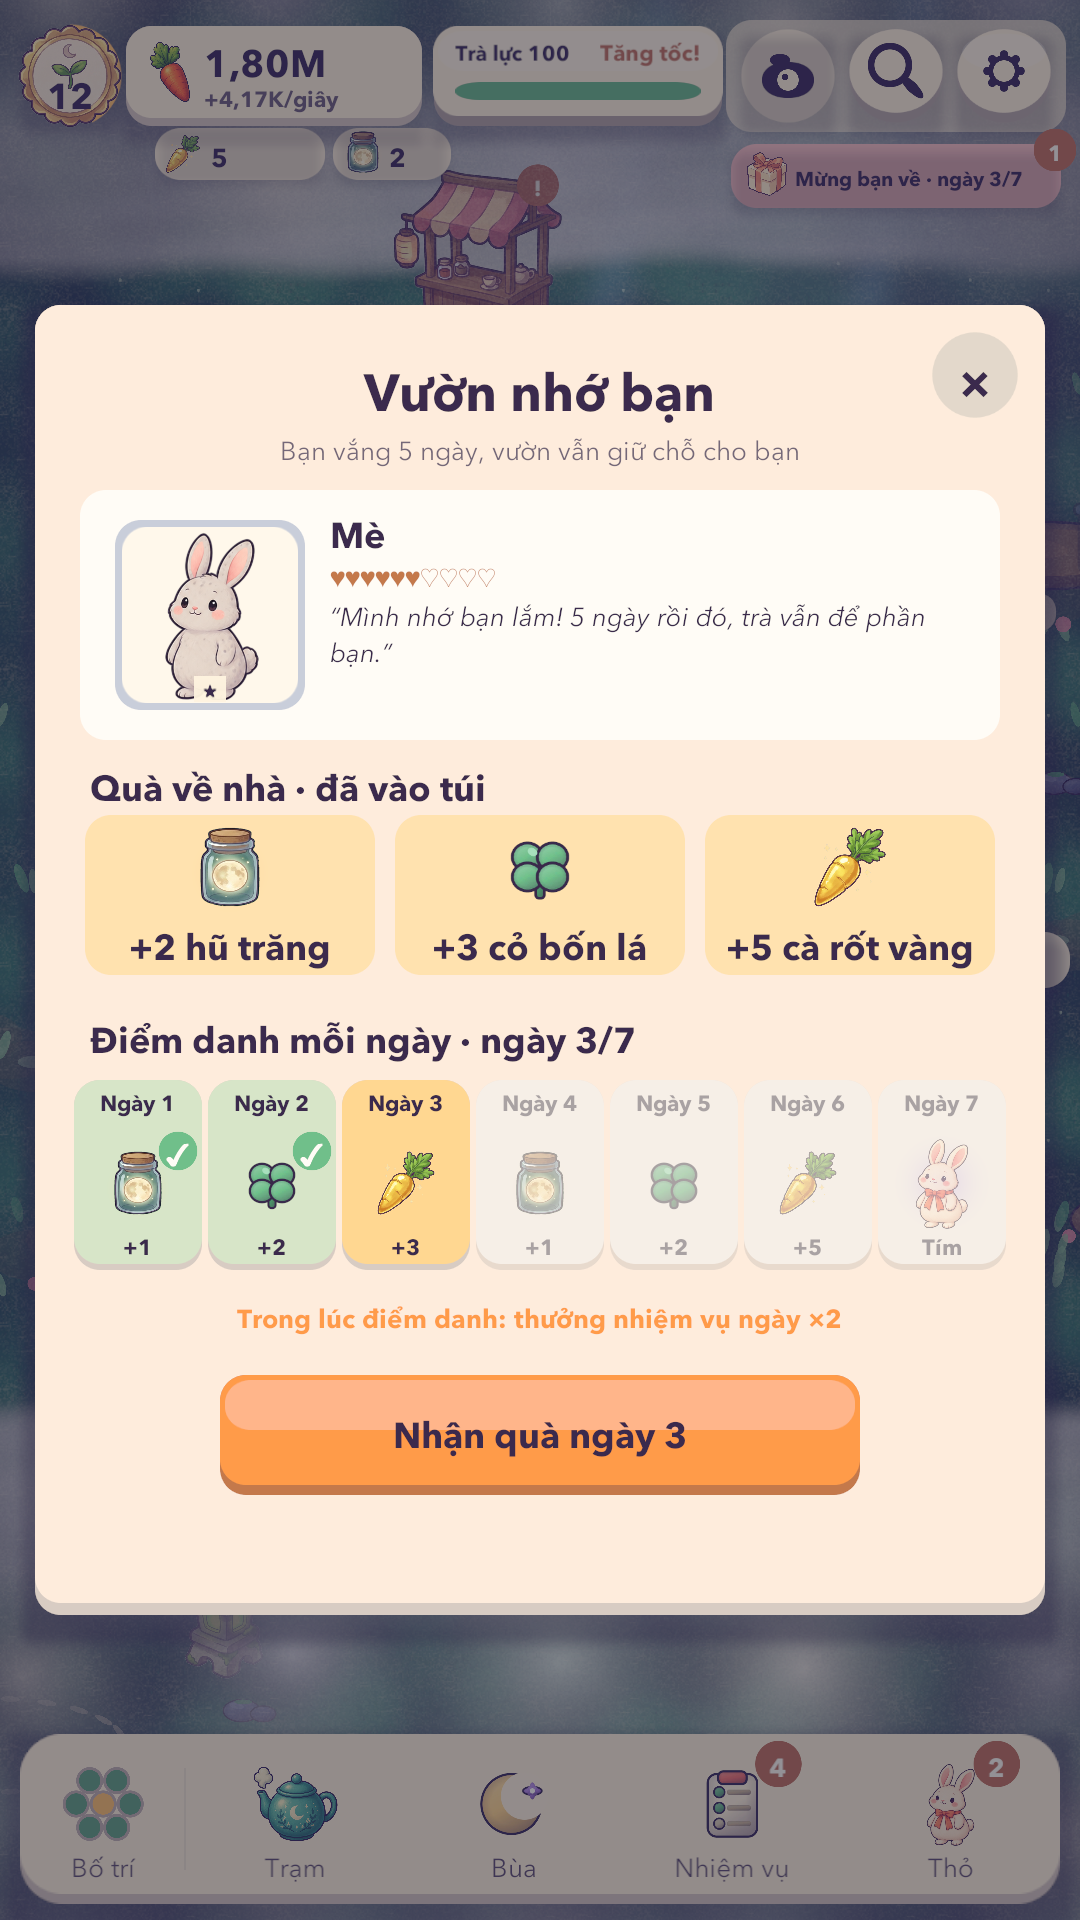 12
1,80M
+4,17K/giây
Trà lực 100
Tăng tốc!
5
2
!
1
Mừng bạn về · ngày 3/7
Vườn nhớ bạn
×
Bạn vắng 5 ngày, vườn vẫn giữ chỗ cho bạn
Mè
♥♥♥♥♥♥♡♡♡♡
“Mình nhớ bạn lắm! 5 ngày rồi đó, trà vẫn để phần
bạn.”
★
Quà về nhà · đã vào túi
+2 hũ trăng
+3 cỏ bốn lá
+5 cà rốt vàng
Điểm danh mỗi ngày · ngày 3/7
Ngày 1
Ngày 2
Ngày 3
Ngày 4
Ngày 5
Ngày 6
Ngày 7
+1
+2
+3
+1
+2
+5
Tím
Trong lúc điểm danh: thưởng nhiệm vụ ngày ×2
Nhận quà ngày 3
4
2
Bố trí
Trạm
Bùa
Nhiệm vụ
Thỏ